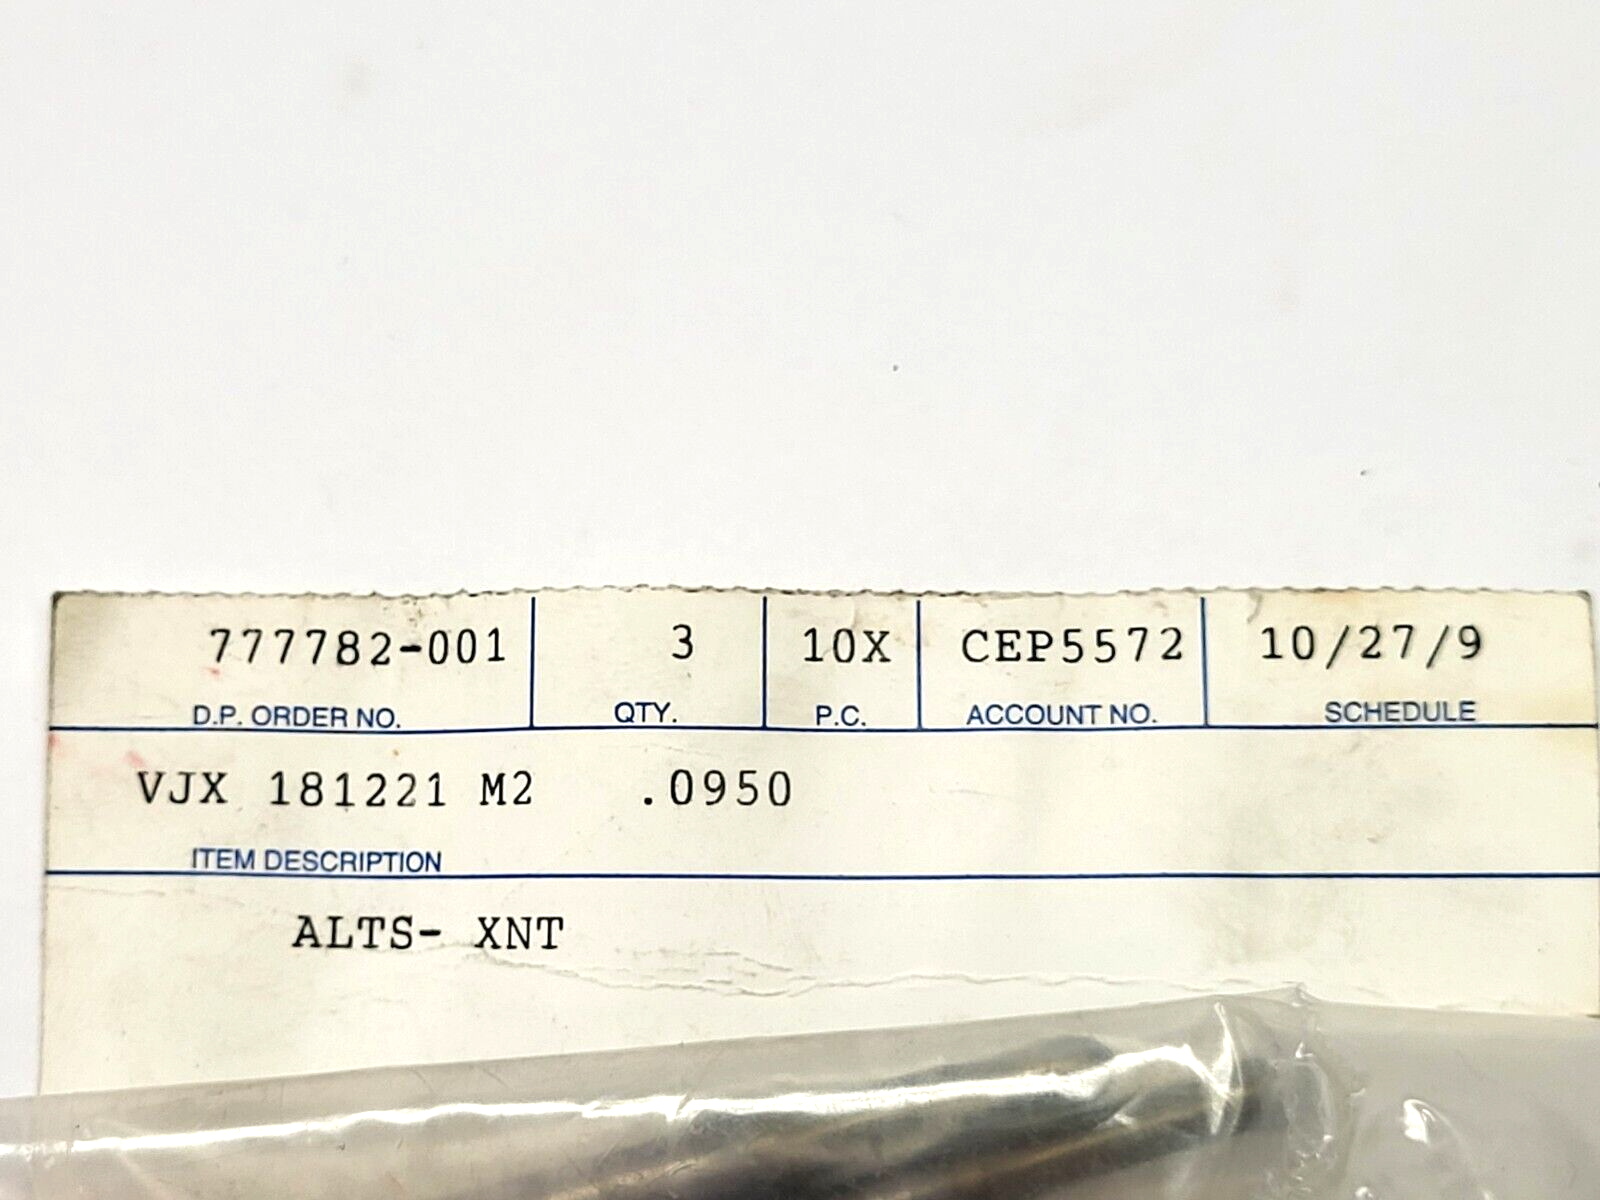 777782-001 3 10X CEP5572 10/27/9
D.P. ORDER NO. QTY. P.C. ACCOUNT NO. SCHEDULE
VJX 181221 M2 .0950
ITEM DESCRIPTION
ALTS- XNT